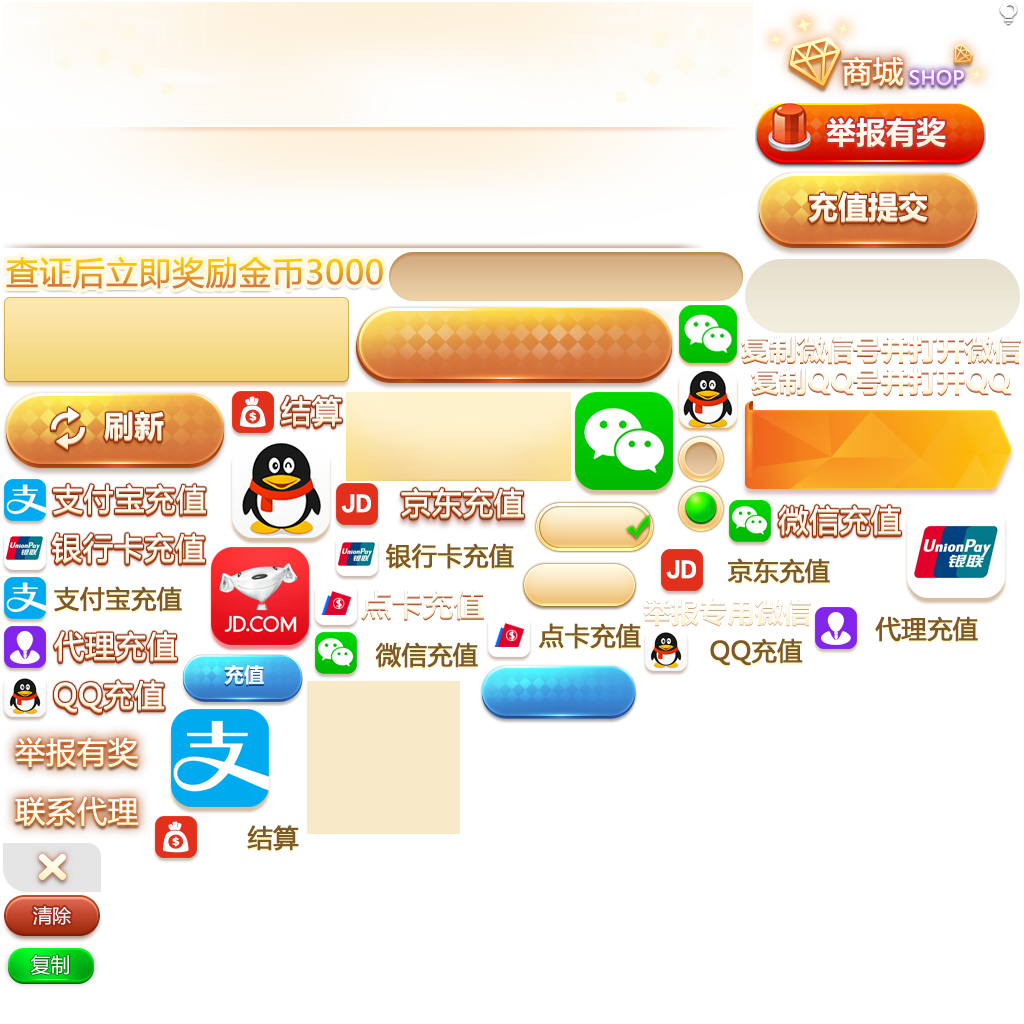 商城 SHOP
举报有奖
充值提交
查证后立即奖励金币3000
复制微信号并打开微信
复制QQ号并打开QQ
刷新
结算
支付宝充值
JD
京东充值
微信充值
UnionPay
银联
UnionPay
银联
银行卡充值
UnionPay
银联
银行卡充值
JD
京东充值
支付宝充值
JD.COM
点卡充值
举报专用微信
代理充值
微信充值
点卡充值
QQ充值
代理充值
充值
QQ充值
举报有奖
支
联系代理
结算
清除
复制